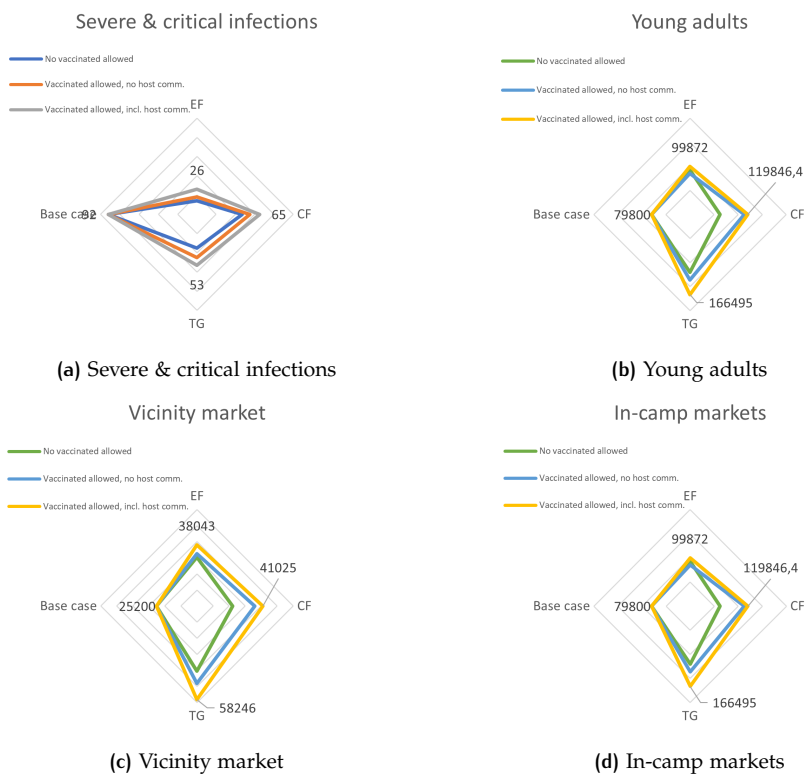 Severe & critical infections
No vaccinated allowed
Vaccinated allowed, no host comm.
Vaccinated allowed, incl. host comm.
EF
26
Base case
92
65
CF
53
TG
(a) Severe & critical infections
Young adults
No vaccinated allowed
Vaccinated allowed, no host comm.
Vaccinated allowed, incl. host comm.
EF
99872
119846,4
Base case
79800
CF
166495
TG
(b) Young adults
Vicinity market
No vaccinated allowed
Vaccinated allowed, no host comm.
Vaccinated allowed, incl. host comm.
EF
38043
41025
Base case
25200
CF
58246
TG
(c) Vicinity market
In-camp markets
No vaccinated allowed
Vaccinated allowed, no host comm.
Vaccinated allowed, incl. host comm.
EF
99872
119846,4
Base case
79800
CF
166495
TG
(d) In-camp markets